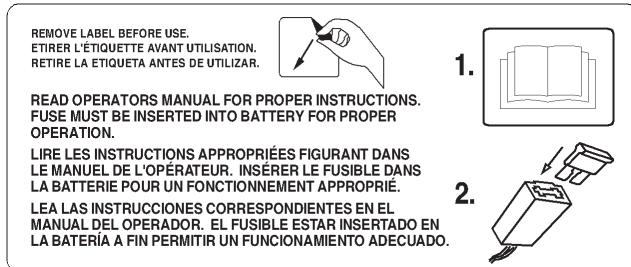 REMOVE LABEL BEFORE USE.
ETIRER L'ÉTIQUETTE AVANT UTILISATION.
RETIRE LA ETIQUETA ANTES DE UTILIZAR.
READ OPERATORS MANUAL FOR PROPER INSTRUCTIONS.
FUSE MUST BE INSERTED INTO BATTERY FOR PROPER
OPERATION.
LIRE LES INSTRUCTIONS APPROPRIÉES FIGURANT DANS
LE MANUEL DE L'OPÉRATEUR. INSÉRER LE FUSIBLE DANS
LA BATTERIE POUR UN FONCTIONNEMENT APPROPRIÉ.
LEA LAS INSTRUCCIONES CORRESPONDIENTES EN EL
MANUAL DEL OPERADOR. EL FUSIBLE ESTAR INSERTADO EN
LA BATERÍA A FIN PERMITIR UN FUNCIONAMIENTO ADECUADO.
1.
2.